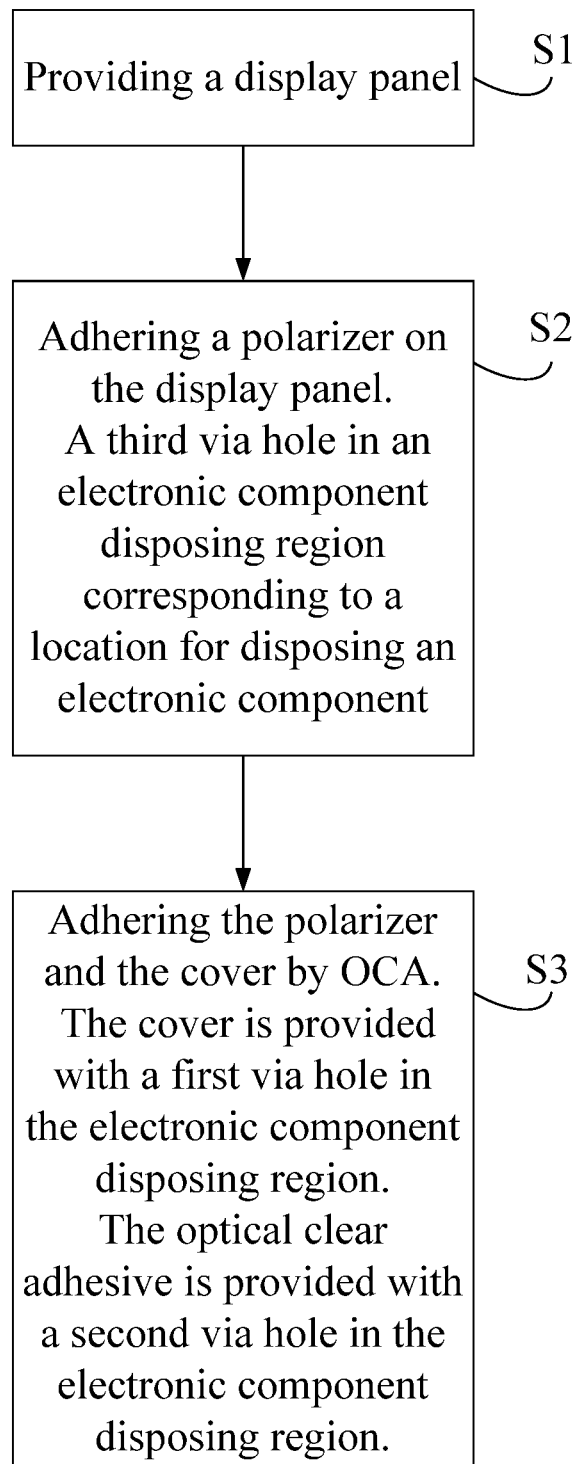 Providing a display panel
S1
Adhering a polarizer on
the display panel.
A third via hole in an
electronic component
disposing region
corresponding to a
location for disposing an
electronic component
S2
Adhering the polarizer
and the cover by OCA.
The cover is provided
with a first via hole in
the electronic component
disposing region.
The optical clear
adhesive is provided with
a second via hole in the
electronic component
disposing region.
S3